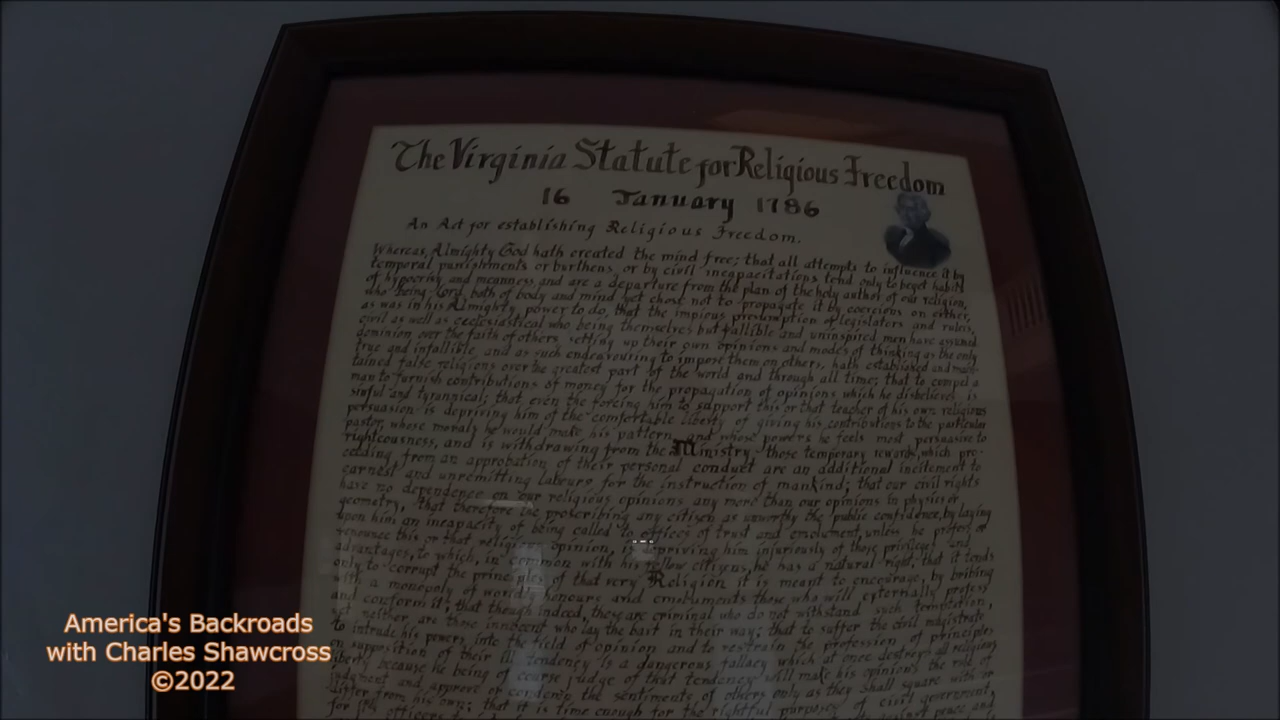 The Virginia Statute for Religious Freedom
16 January 1786
An Act for establishing Religious Freedom.
Whereas, Almighty God hath created the mind free; that all attempts to influence it by
temporal punishments or burthens, or by civil incapacitations tend only to beget habits
of hypocrisy and meanness and are a departure from the plan of the holy author of our religion,
who being Lord, both of body and mind yet chose not to propagate it by coercions on either,
as was in his Almighty power to do, that the impious presumption of legislators and rulers,
civil as well as ecclesiastical who being themselves but fallible and uninspired men have assumed
dominion over the faith of others, setting up their own opinions and modes of thinking as the only
true and infallible, and as such endeavouring to impose them on others, hath established and main-
tained false religions over the greatest part of the world and through all time; that to compel a
man to furnish contributions of money for the propagation of opinions which he disbelieves is
sinful and tyrannical; that even the forcing him to support this or that teacher of his own religious
persuasion is depriving him of the comfortable liberty of giving his contributions to the particular
pastor, whose morals he would make his pattern, and whose powers he feels most persuasive to
righteousness, and is withdrawing from the Ministry those temporary rewards, which pro-
ceeding from an approbation of their personal conduct are an additional incitement to
earnest and unremitting labours for the instruction of mankind; that our civil rights
have no dependence on our religious opinions any more than our opinions in physics or
geometry, that therefore the proscribing any citizen as unworthy the public confidence, by laying
upon him an incapacity of being called to offices of trust and emolument, unless he profess or
renounce this or that religious opinion, is depriving him injuriously of those privileges and
advantages, to which, in common with his fellow citizens, he has a natural right, that it tends
only to corrupt the principles of that very Religion it is meant to encourage, by bribing
with a monopoly of worldly honours and emoluments those who will externally profess
and conform it; that though indeed, these are criminal who do not withstand such temptation,
yet neither are those innocent who lay the bait in their way; that to suffer the civil magistrate
to intrude his powers into the field of opinion and to restrain the profession of principles
on supposition of their ill tendency is a dangerous fallacy which at once destroys all religious
liberty because he being of course judge of that tendency will make his opinions the rule of
judgment and approve or condemn the sentiments of others only as they shall square with or
differ from his own; that it is time enough for the rightful purposes of civil government,
for its officers to
America's Backroads
with Charles Shawcross
©2022